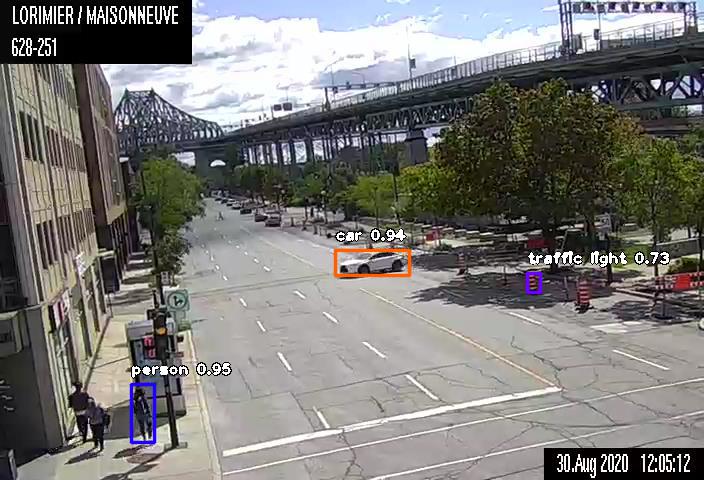 LORIMIER / MAISONNEUVE
628-251
car 0.94
traffic light 0.73
person 0.95
30.Aug 2020 12:05:12